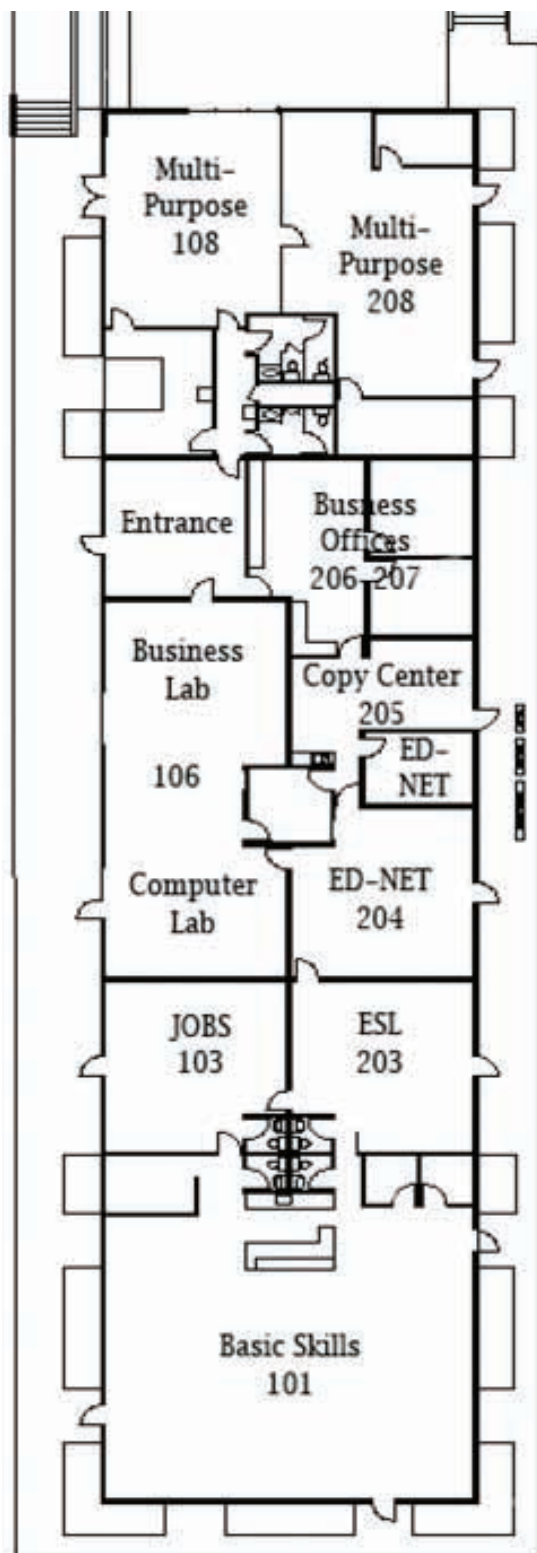 Multi-
Purpose
108
Multi-
Purpose
208
Entrance
Business
Offices
206-207
Business
Lab
106
Computer
Lab
Copy Center
205
ED-
NET
ED-NET
204
JOBS
103
ESL
203
Basic Skills
101